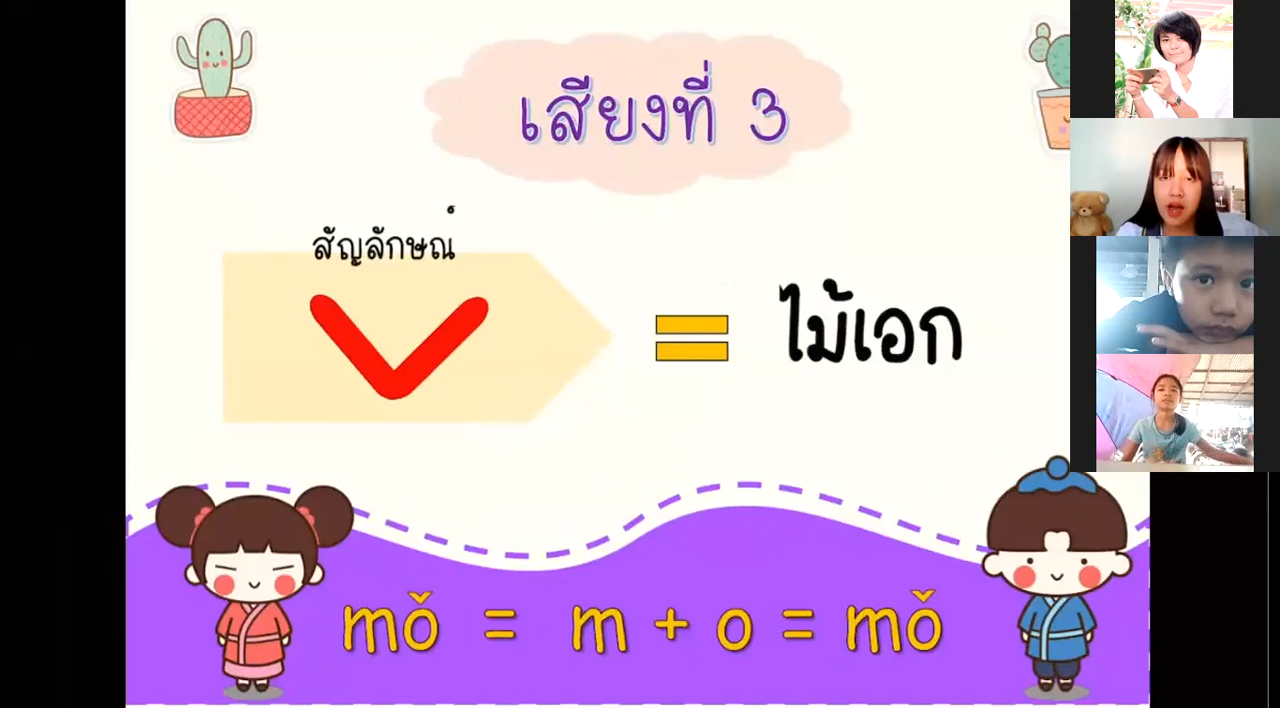 เสียงที่ 3
สัญลักษณ์
= ไม้เอก
mǒ = m + o = mǒ